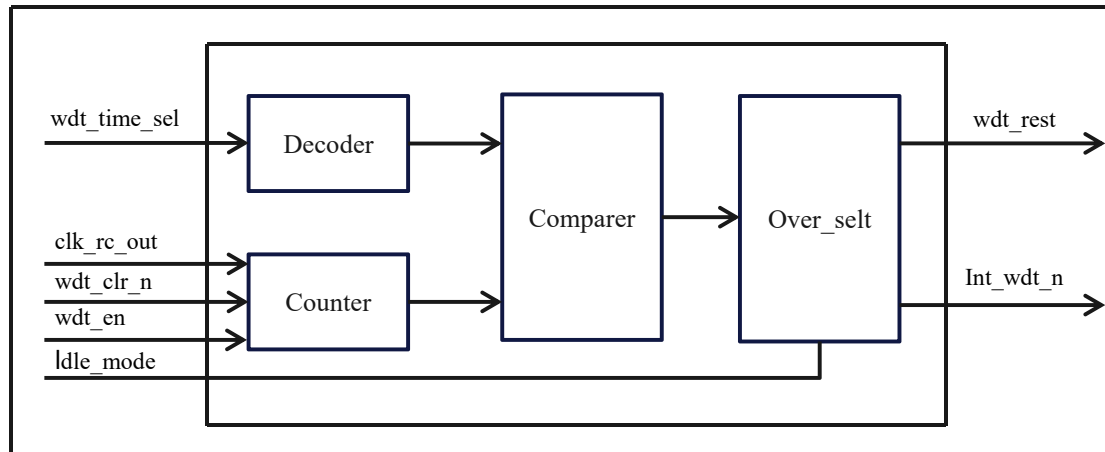 wdt_time_sel
Decoder
wdt_rest
Comparer
Over_selt
clk_rc_out
wdt_clr_n
Counter
Int_wdt_n
wdt_en
Idle_mode